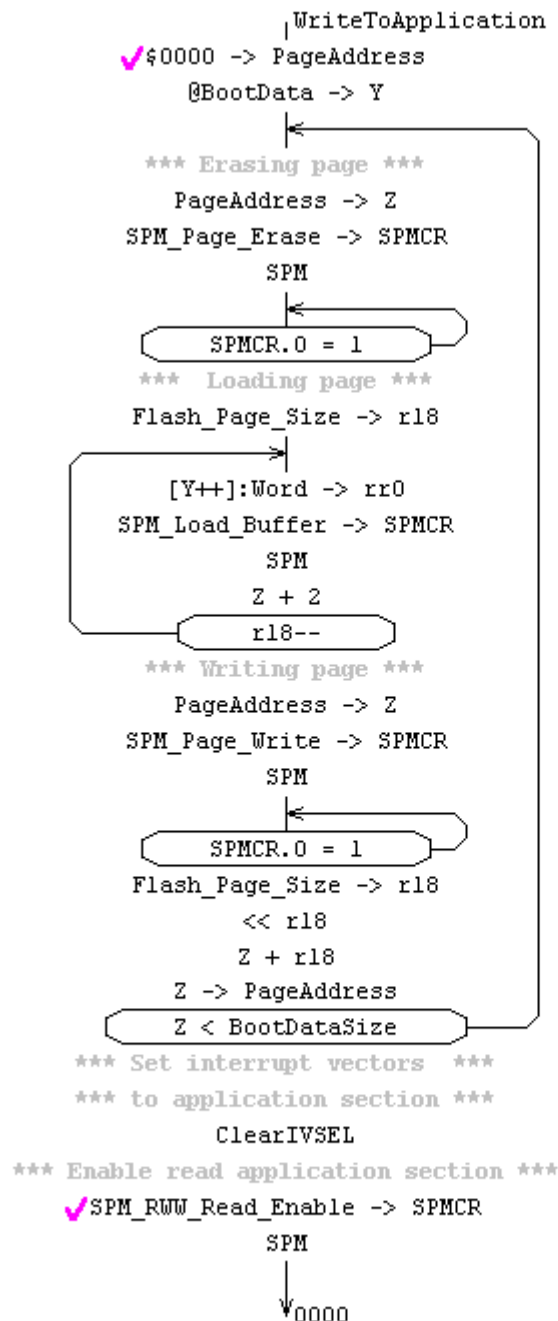 WriteToApplication
$0000 -> PageAddress
@BootData -> Y
*** Erasing page ***
PageAddress -> Z
SPM_Page_Erase -> SPMCR
SPM
SPMCR.0 = 1
*** Loading page ***
Flash_Page_Size -> r18
[Y++]:Word -> rr0
SPM_Load_Buffer -> SPMCR
SPM
Z + 2
r18--
*** Writing page ***
PageAddress -> Z
SPM_Page_Write -> SPMCR
SPM
SPMCR.0 = 1
Flash_Page_Size -> r18
<< r18
Z + r18
Z -> PageAddress
Z < BootDataSize
*** Set interrupt vectors ***
*** to application section ***
ClearIVSEL
*** Enable read application section ***
SPM_RWW_Read_Enable -> SPMCR
SPM
0000